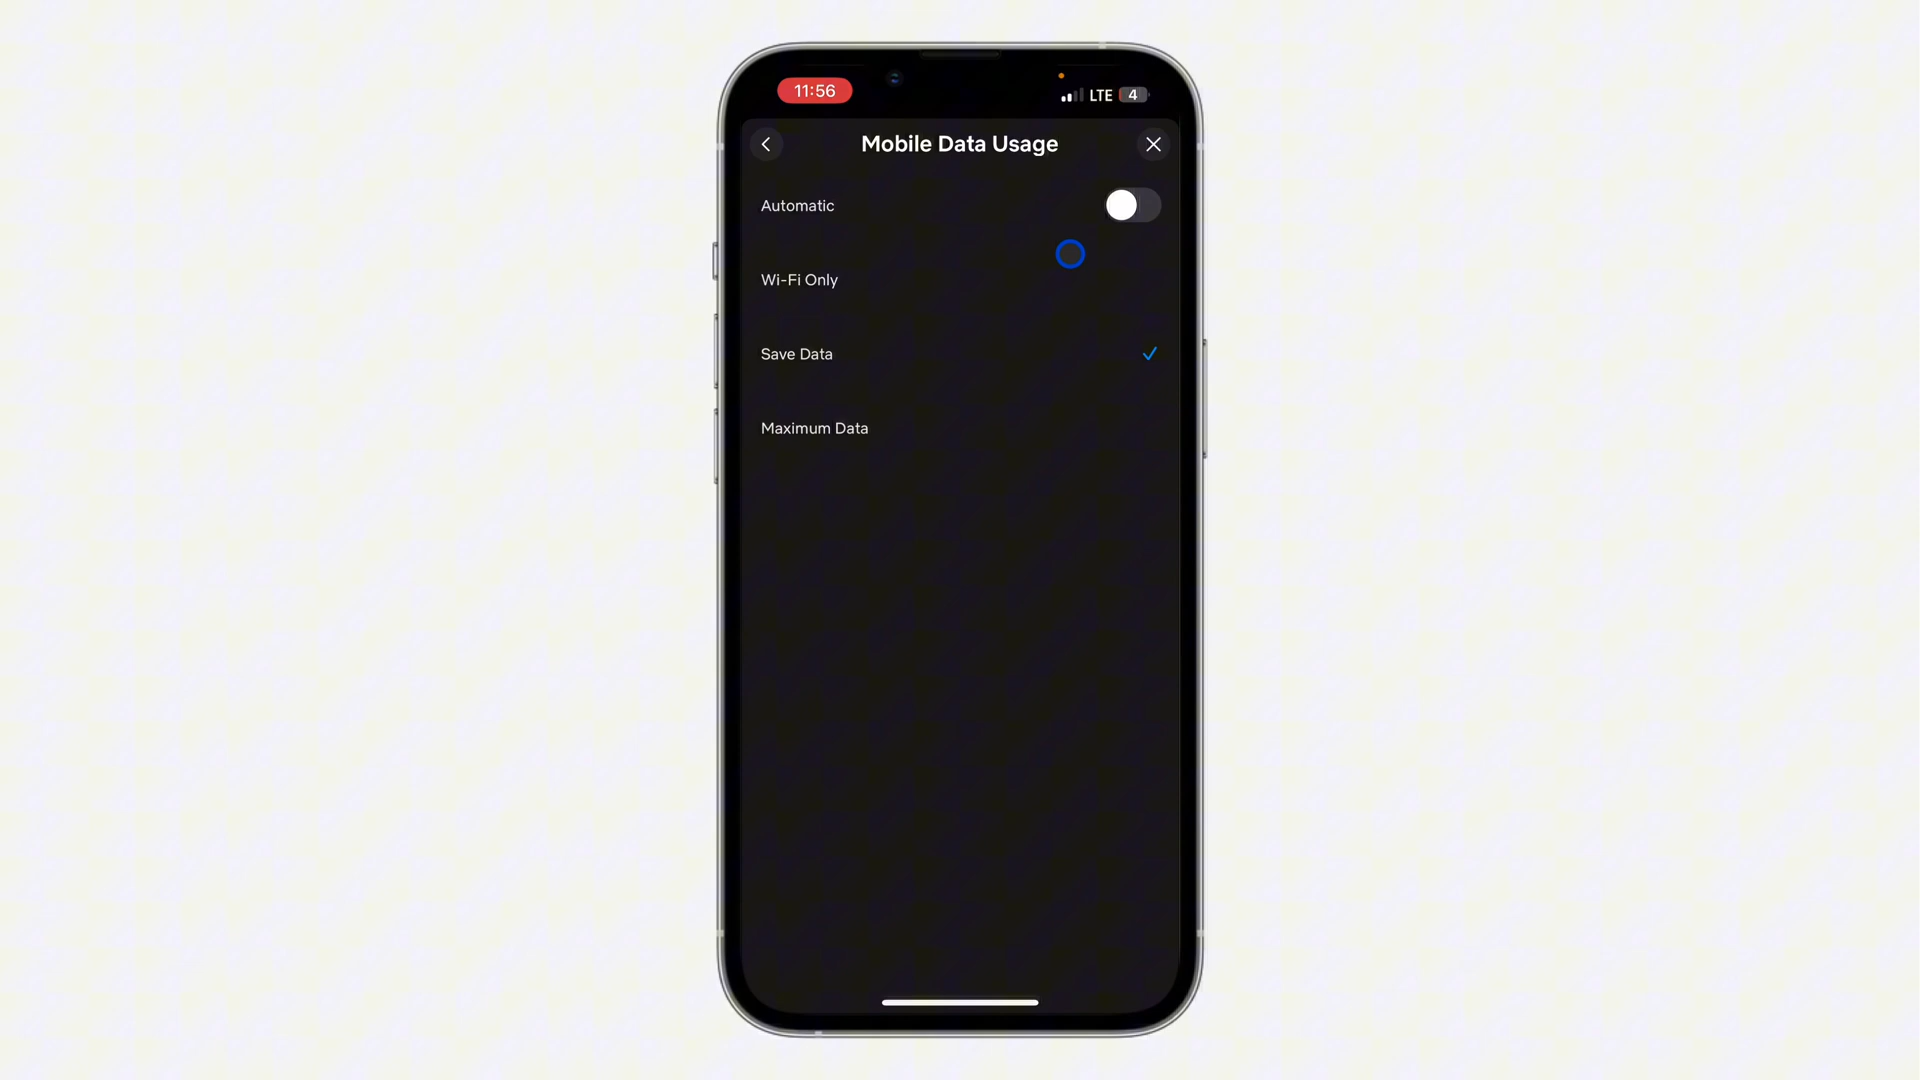 11:56
LTE 4
Mobile Data Usage
Automatic
Wi-Fi Only
Save Data
Maximum Data